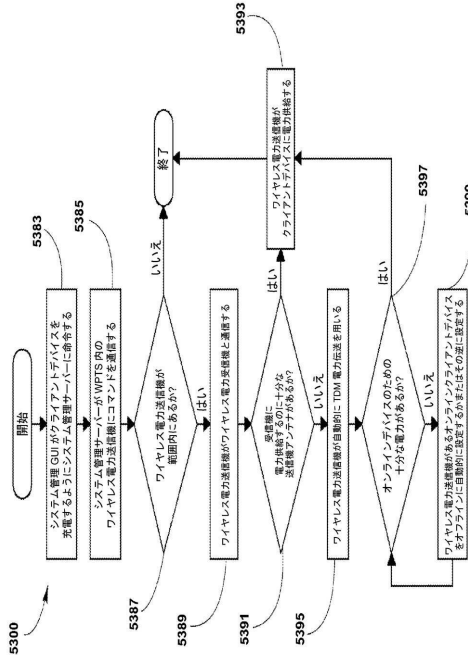 5300
開始
システム管理 GUI がクライアントデバイスを
充電するようにシステム管理サーバーに命令する
5383
システム管理サーバーが WPTS 内の
ワイヤレス電力送信機にコマンドを通信する
5385
ワイヤレス電力送信機が
範囲内にあるか?
5387
いいえ
終了
はい
ワイヤレス電力送信機がワイヤレス電力受信機と通信する
5389
受信機に
電力供給するのに十分な
送信機アンテナがあるか?
5391
はい
ワイヤレス電力送信機が
クライアントデバイスに電力供給する
5393
いいえ
ワイヤレス電力送信機が自動的に TDM 電力伝送を用いる
5395
オンラインデバイスのための
十分な電力があるか?
5397
はい
いいえ
ワイヤレス電力送信機があるオンラインクライアントデバイス
をオフラインに自動的に設定するかまたはその逆に設定する